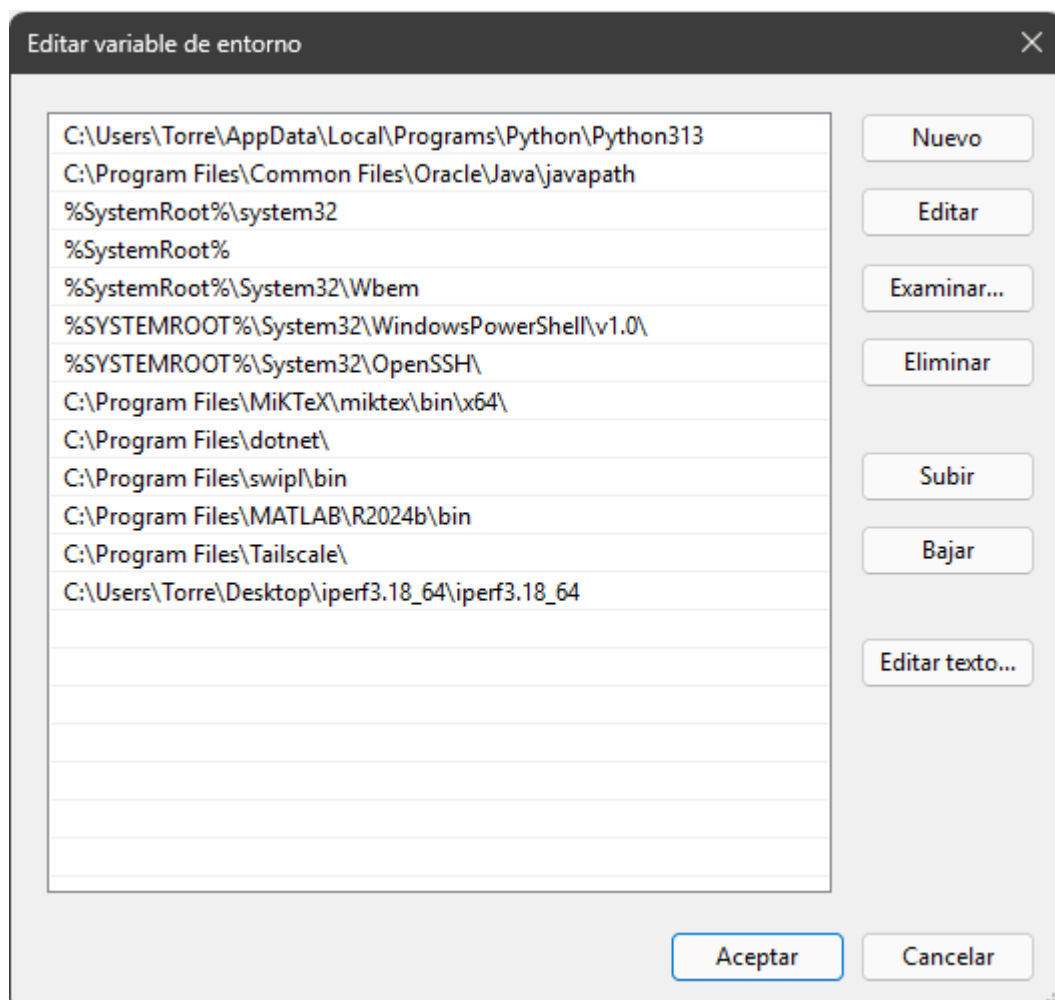 Editar variable de entorno
C:\Users\Torre\AppData\Local\Programs\Python\Python313
C:\Program Files\Common Files\Oracle\Java\javapath
%SystemRoot%\system32
%SystemRoot%
%SystemRoot%\System32\Wbem
%SYSTEMROOT%\System32\WindowsPowerShell\v1.0\
%SYSTEMROOT%\System32\OpenSSH\
C:\Program Files\MiKTeX\miktex\bin\x64\
C:\Program Files\dotnet\
C:\Program Files\swipl\bin
C:\Program Files\MATLAB\R2024b\bin
C:\Program Files\Tailscale\
C:\Users\Torre\Desktop\iperf3.18_64\iperf3.18_64
Nuevo
Editar
Examinar...
Eliminar
Subir
Bajar
Editar texto...
Aceptar
Cancelar